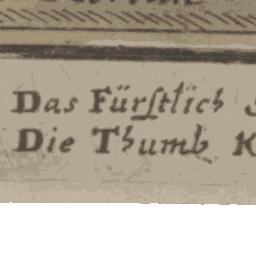 Das Fürstlich
Die Thumb K